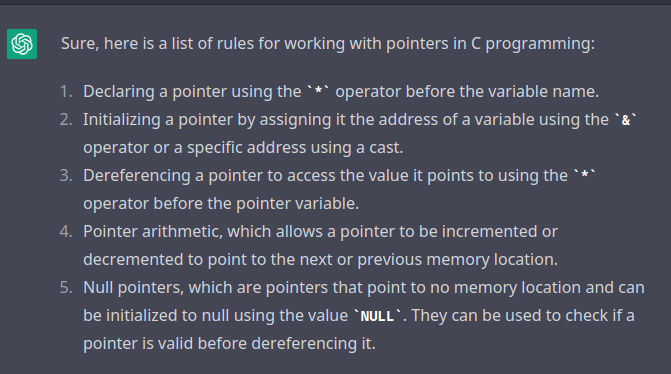 Sure, here is a list of rules for working with pointers in C programming:
1. Declaring a pointer using the `*` operator before the variable name.
2. Initializing a pointer by assigning it the address of a variable using the `&`
operator or a specific address using a cast.
3. Dereferencing a pointer to access the value it points to using the `*`
operator before the pointer variable.
4. Pointer arithmetic, which allows a pointer to be incremented or
decremented to point to the next or previous memory location.
5. Null pointers, which are pointers that point to no memory location and can
be initialized to null using the value `NULL`. They can be used to check if a
pointer is valid before dereferencing it.